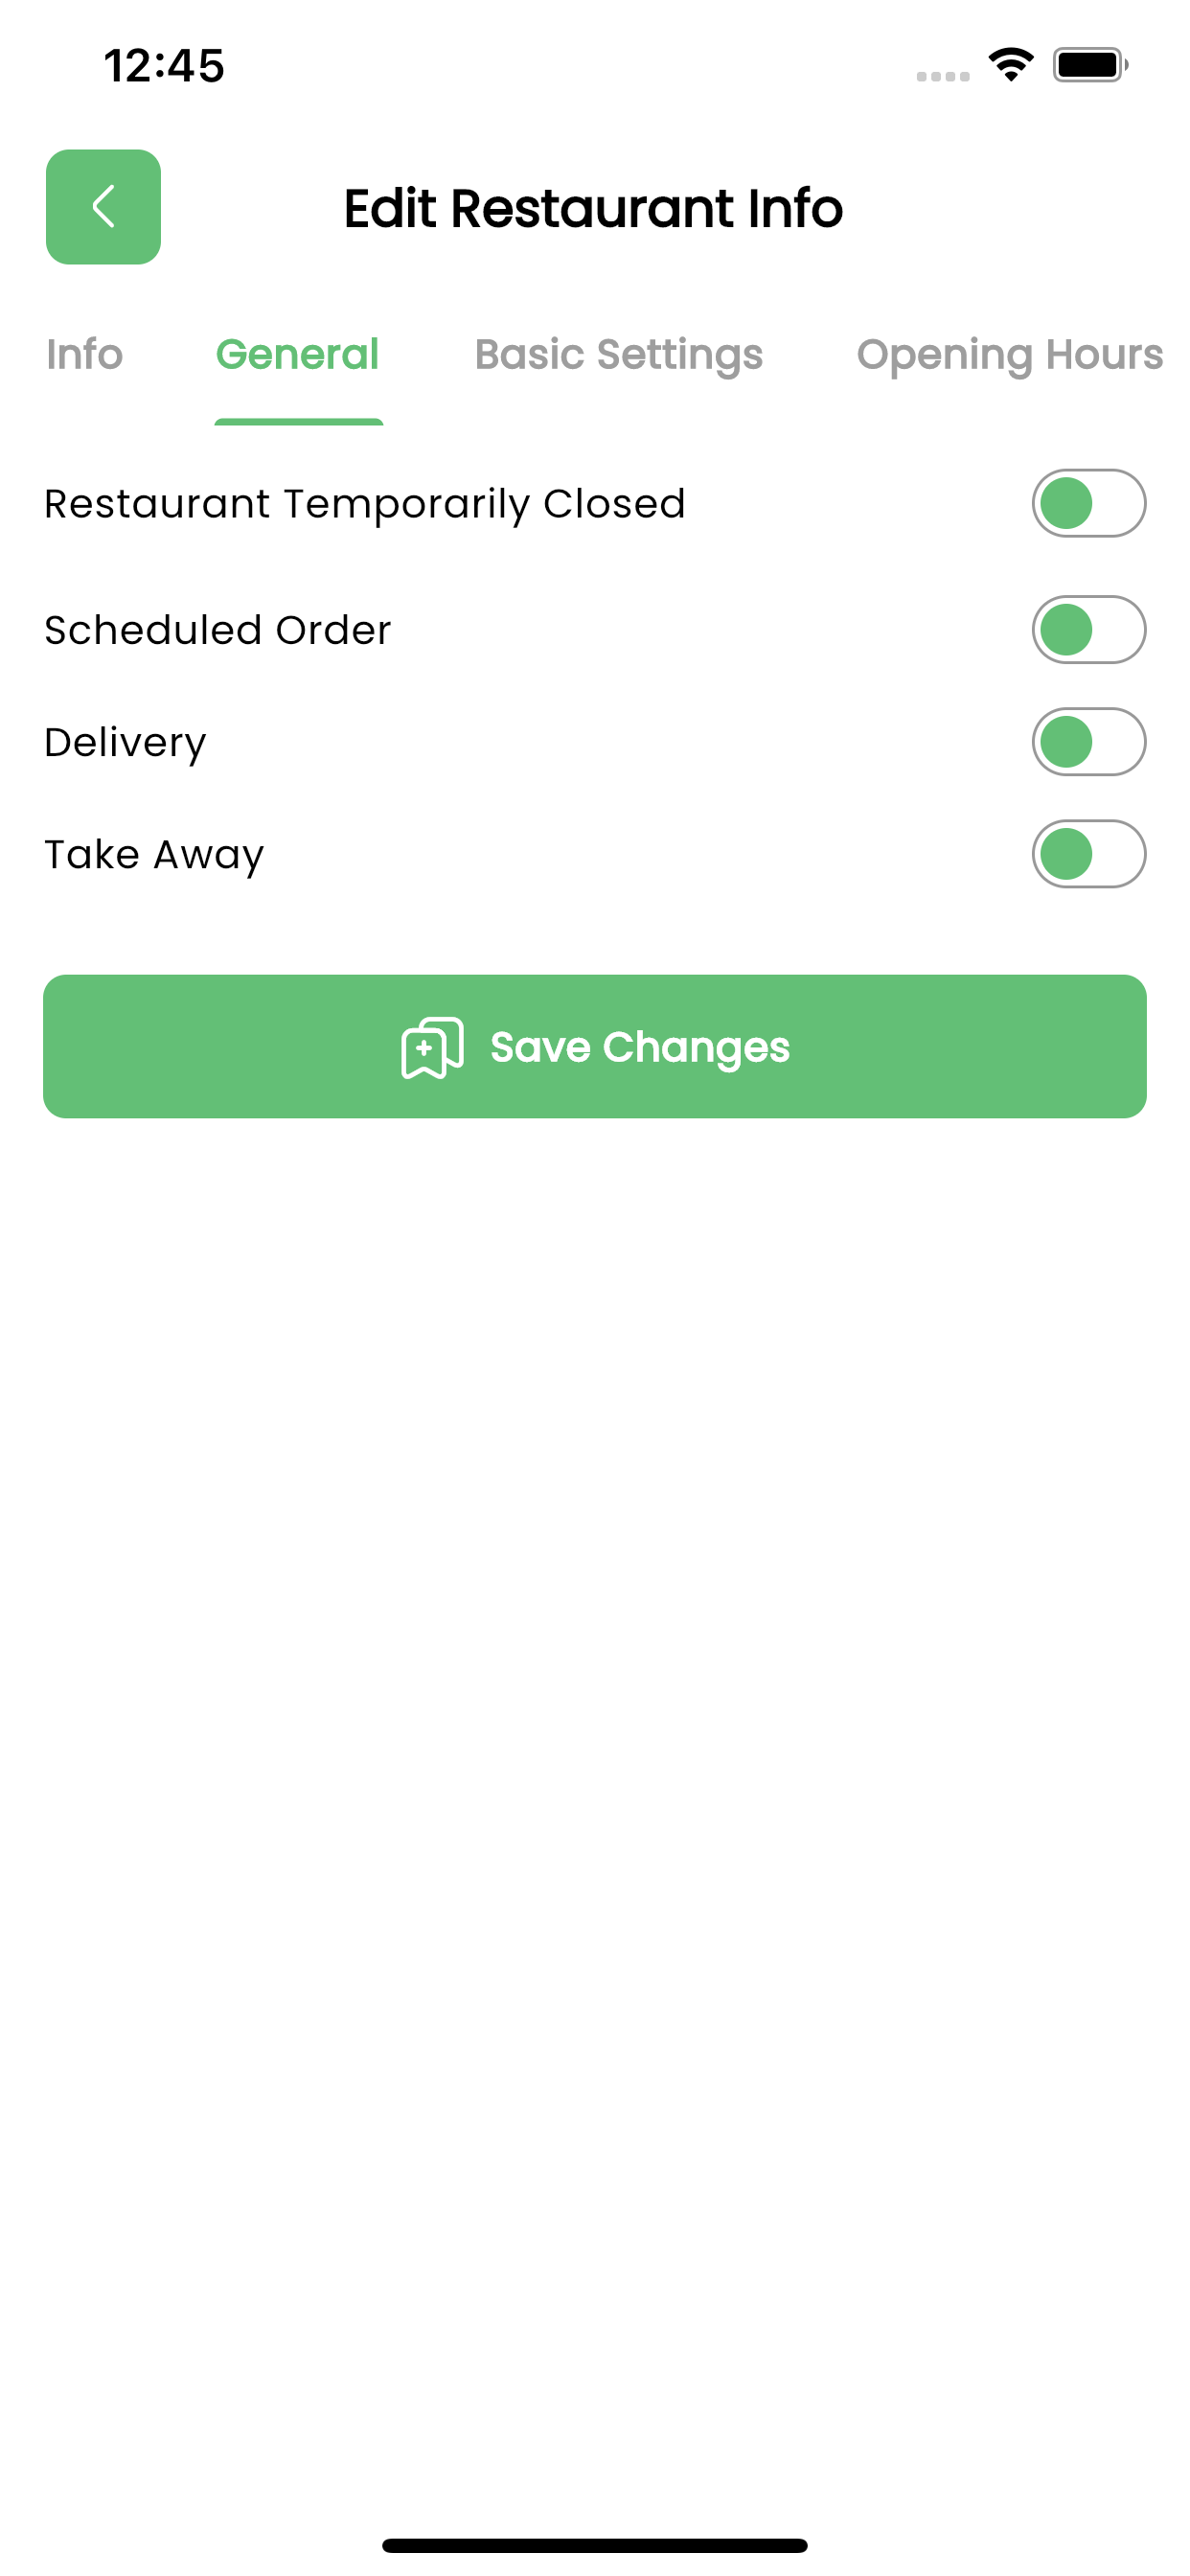 12:45
Edit Restaurant Info
Info General Basic Settings Opening Hours
Restaurant Temporarily Closed
Scheduled Order
Delivery
Take Away
Save Changes